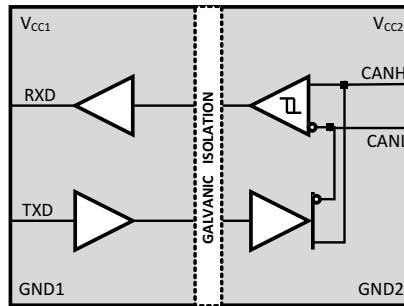 VCC1
VCC2
CANH
RXD
GALVANIC ISOLATION
CANL
TXD
GND1
GND2